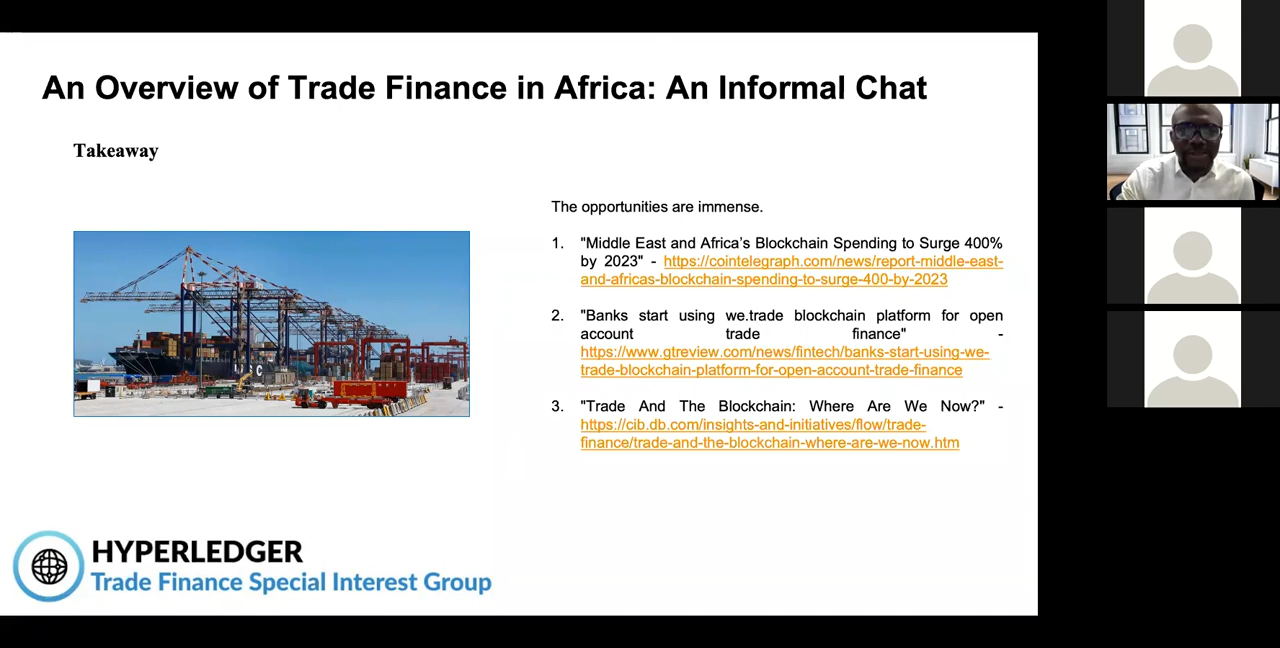 An Overview of Trade Finance in Africa: An Informal Chat
Takeaway
The opportunities are immense.
1. "Middle East and Africa's Blockchain Spending to Surge 400%
by 2023" - https://cointelegraph.com/news/report-middle-east-
and-africas-blockchain-spending-to-surge-400-by-2023
2. "Banks start using we.trade blockchain platform for open
account trade finance" -
https://www.gtreview.com/news/fintech/banks-start-using-we-
trade-blockchain-platform-for-open-account-trade-finance
3. "Trade And The Blockchain: Where Are We Now?" -
https://cib.db.com/insights-and-initiatives/flow/trade-
finance/trade-and-the-blockchain-where-are-we-now.htm
HYPERLEDGER
Trade Finance Special Interest Group